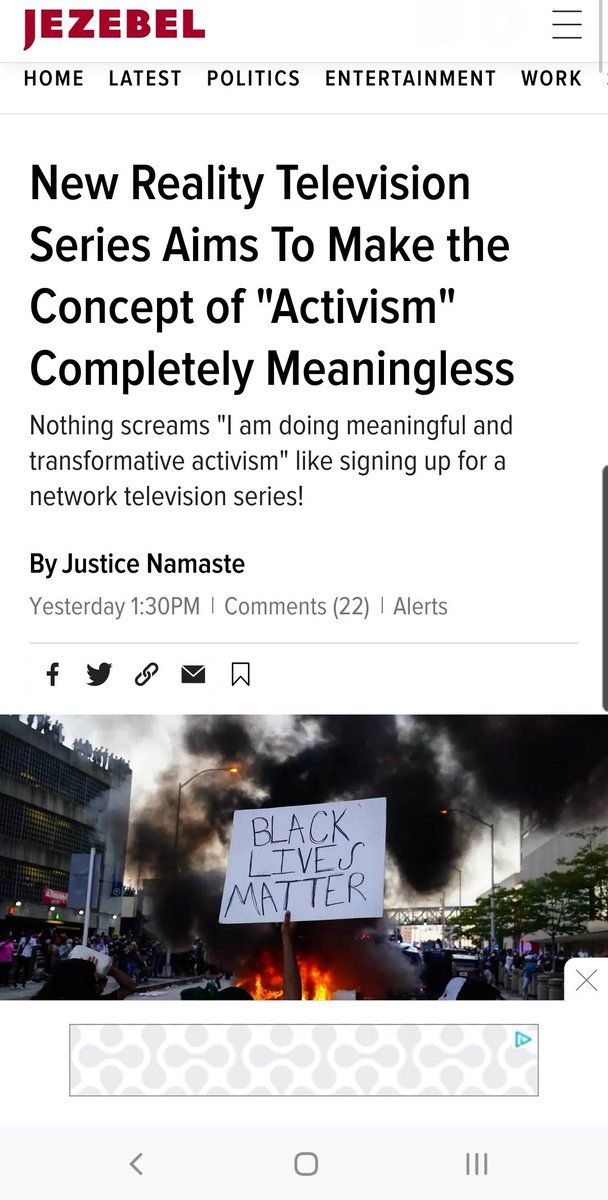 JEZEBEL
HOME LATEST POLITICS ENTERTAINMENT WORK
New Reality Television
Series Aims To Make the
Concept of "Activism"
Completely Meaningless
Nothing screams "I am doing meaningful and
transformative activism" like signing up for a
network television series!
By Justice Namaste
Yesterday 1:30PM | Comments (22) | Alerts
BLACK
LIVES
MATTER